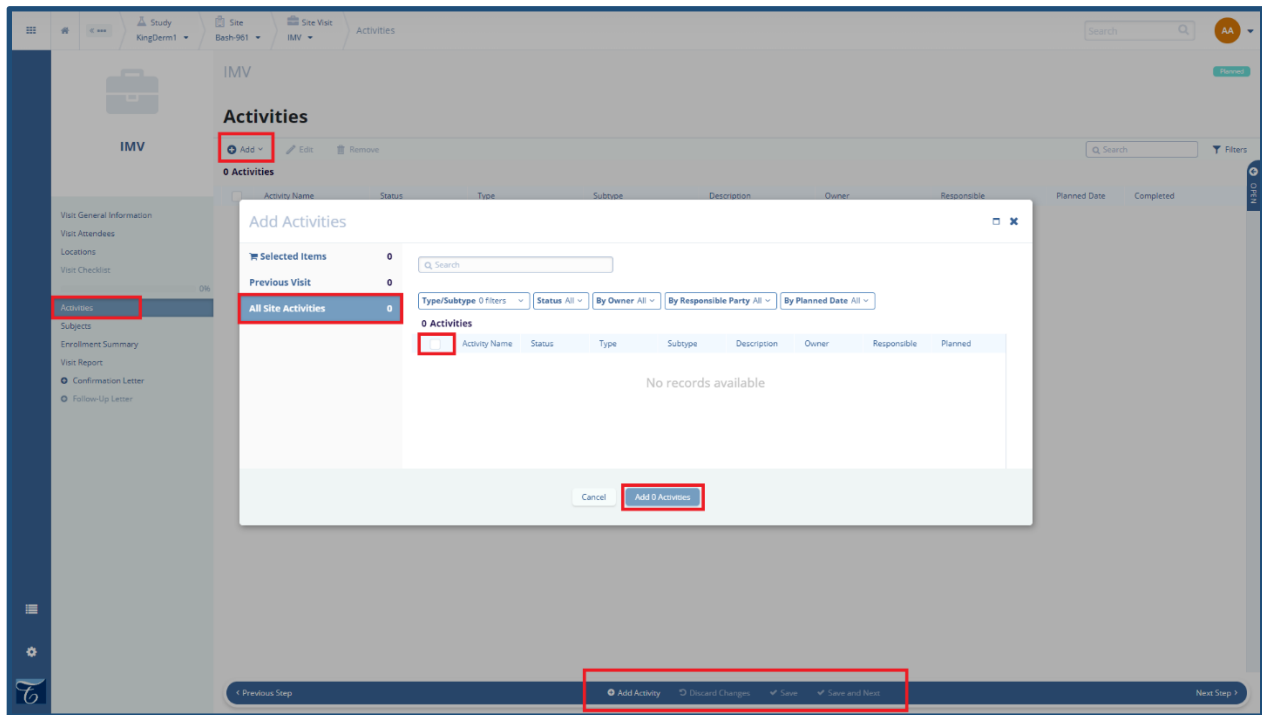 Study
KingDerm1
Site
Bash-961
Site Visit
IMV
Activities
Search
AA
IMV
Planned
IMV
Activities
Add
Edit
Remove
Search
Filters
0 Activities
OPEN
Activity Name Status Type Subtype Description Owner Responsible Planned Date Completed
Visit General Information
Visit Attendees
Locations
Visit Checklist
0%
Activities
Subjects
Enrollment Summary
Visit Report
Confirmation Letter
Follow-Up Letter
Add Activities
Selected Items 0
Previous Visit 0
All Site Activities 0
Search
Type/Subtype 0 filters Status All By Owner All By Responsible Party All By Planned Date All
0 Activities
Activity Name Status Type Subtype Description Owner Responsible Planned
No records available
Cancel Add 0 Activities
< Previous Step Add Activity Discard Changes Save Save and Next Next Step >